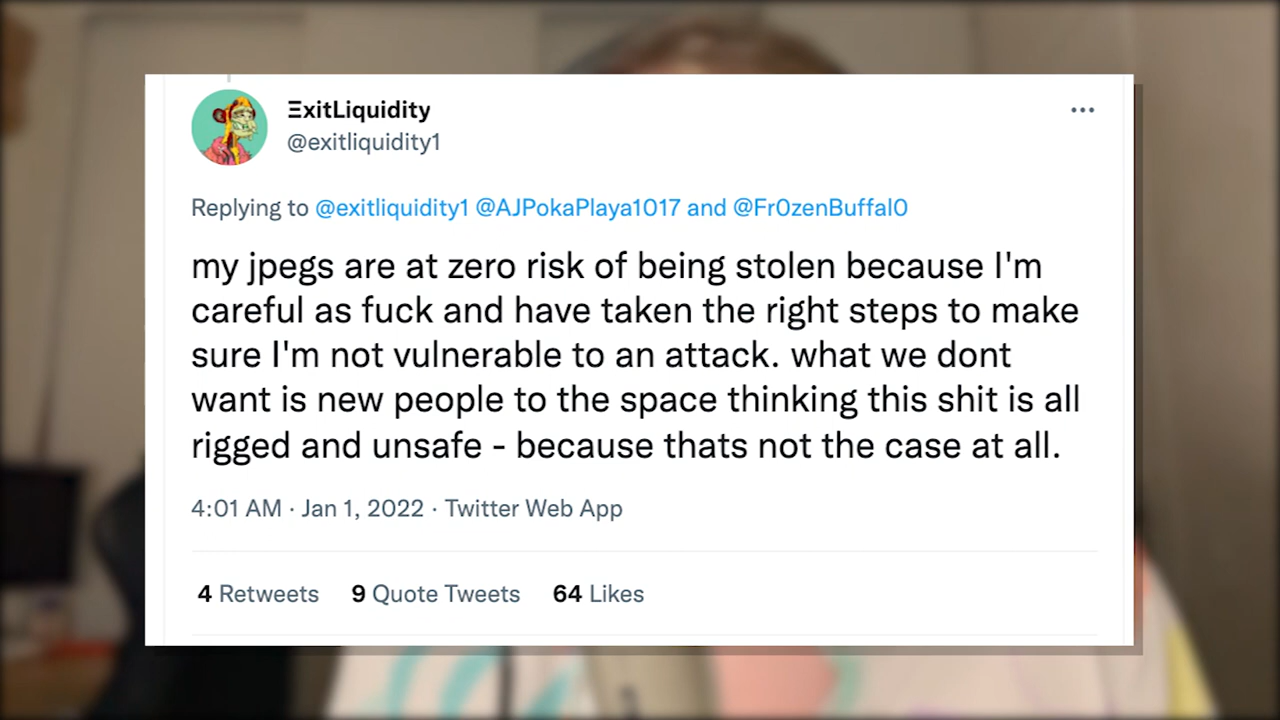 ΞxitLiquidity
@exitliquidity1
Replying to @exitliquidity1 @AJPokaPlaya1017 and @Fr0zenBuffal0
my jpegs are at zero risk of being stolen because I'm
careful as fuck and have taken the right steps to make
sure I'm not vulnerable to an attack. what we dont
want is new people to the space thinking this shit is all
rigged and unsafe - because thats not the case at all.
4:01 AM · Jan 1, 2022 · Twitter Web App
4 Retweets 9 Quote Tweets 64 Likes